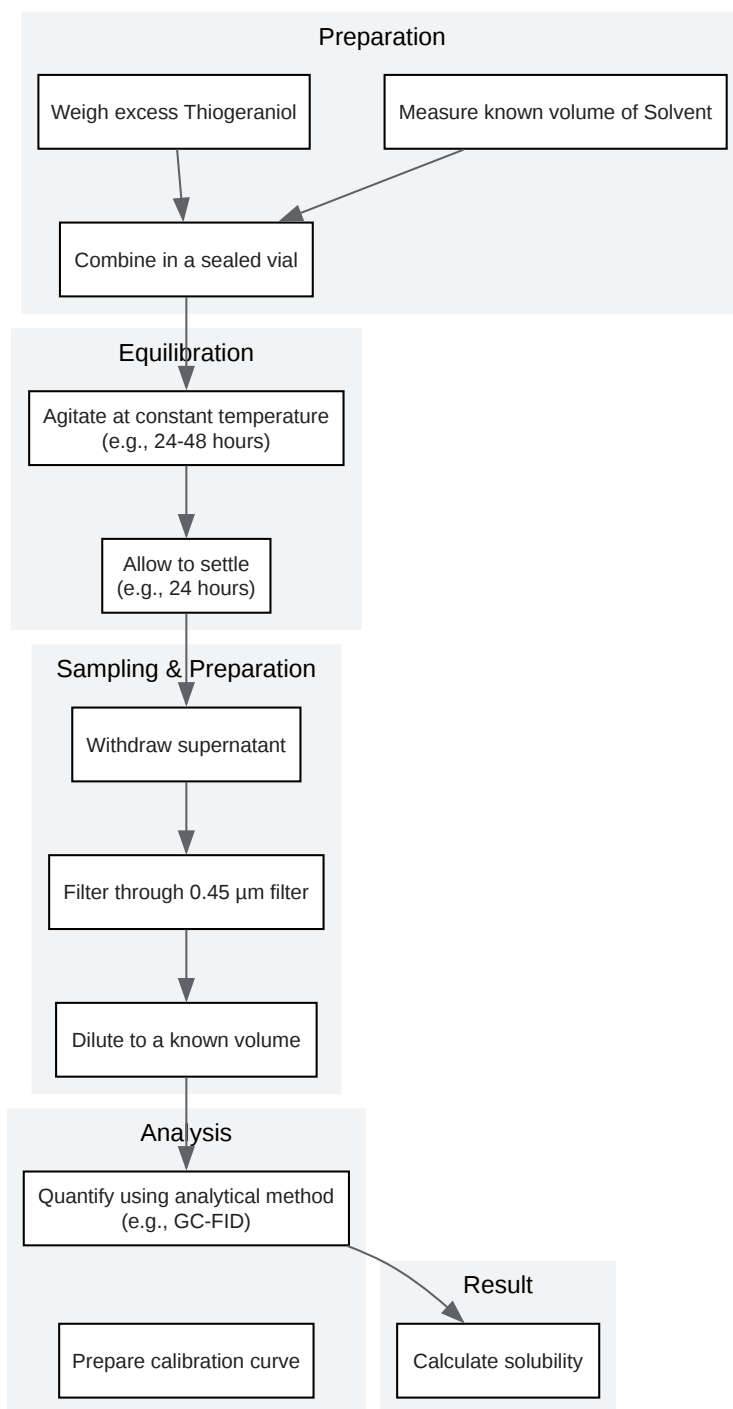 Preparation
Weigh excess Thiogeraniol
Measure known volume of Solvent
Combine in a sealed vial
Equilibration
Agitate at constant temperature
(e.g., 24-48 hours)
Allow to settle
(e.g., 24 hours)
Sampling & Preparation
Withdraw supernatant
Filter through 0.45 µm filter
Dilute to a known volume
Analysis
Quantify using analytical method
(e.g., GC-FID)
Prepare calibration curve
Result
Calculate solubility